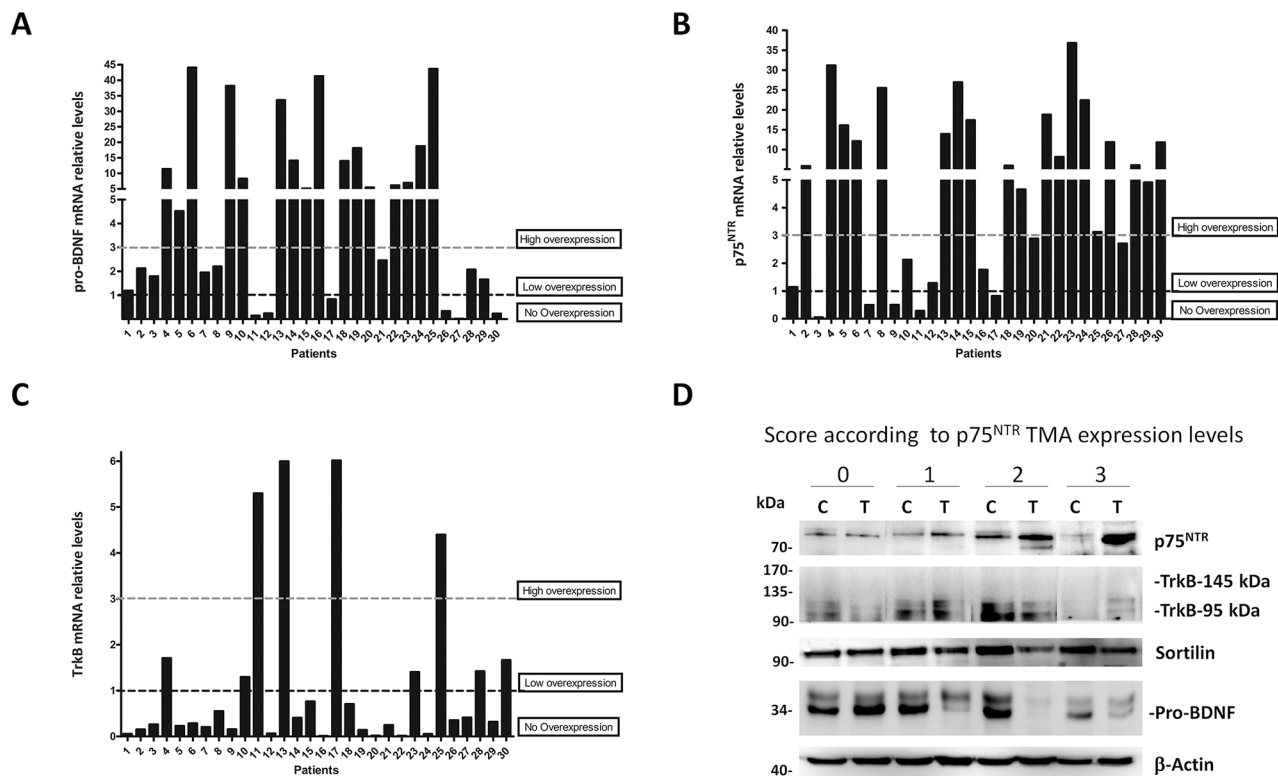 A
pro-BDNF mRNA relative levels
45
40
35
30
25
20
15
10
5
5
4
3
2
1
High overexpression
Low overexpression
No Overexpression
1 2 3 4 5 6 7 8 9 10 11 12 13 14 15 16 17 18 19 20 21 22 23 24 25 26 27 28 29 30
Patients
B
p75NTR mRNA relative levels
40
35
30
25
20
15
10
5
5
4
3
2
1
0
High overexpression
Low overexpression
No Overexpression
1 2 3 4 5 6 7 8 9 10 11 12 13 14 15 16 17 18 19 20 21 22 23 24 25 26 27 28 29 30
Patients
C
TrkB mRNA relative levels
6
5
4
3
2
1
0
High overexpression
Low overexpression
No Overexpression
1 2 3 4 5 6 7 8 9 10 11 12 13 14 15 16 17 18 19 20 21 22 23 24 25 26 27 28 29 30
Patients
D
Score according to p75NTR TMA expression levels
0 1 2 3
kDa C T C T C T C T
70- p75NTR
170-
135-
90-
-TrkB-145 kDa
-TrkB-95 kDa
90- Sortilin
34- -Pro-BDNF
40- β-Actin